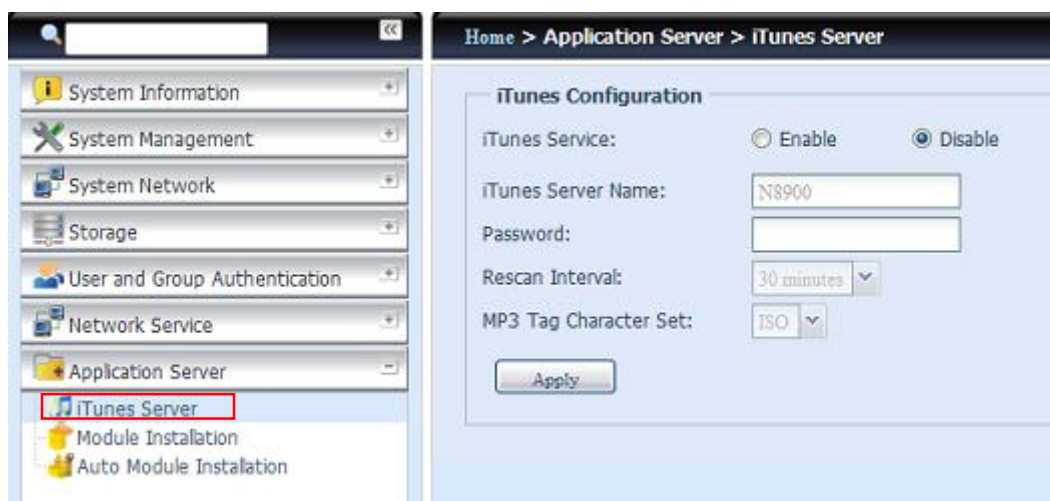 Home > Application Server > iTunes Server
System Information
System Management
System Network
Storage
User and Group Authentication
Network Service
Application Server
iTunes Server
Module Installation
Auto Module Installation
iTunes Configuration
iTunes Service: Enable Disable
iTunes Server Name: N8900
Password:
Rescan Interval: 30 minutes
MP3 Tag Character Set: ISO
Apply